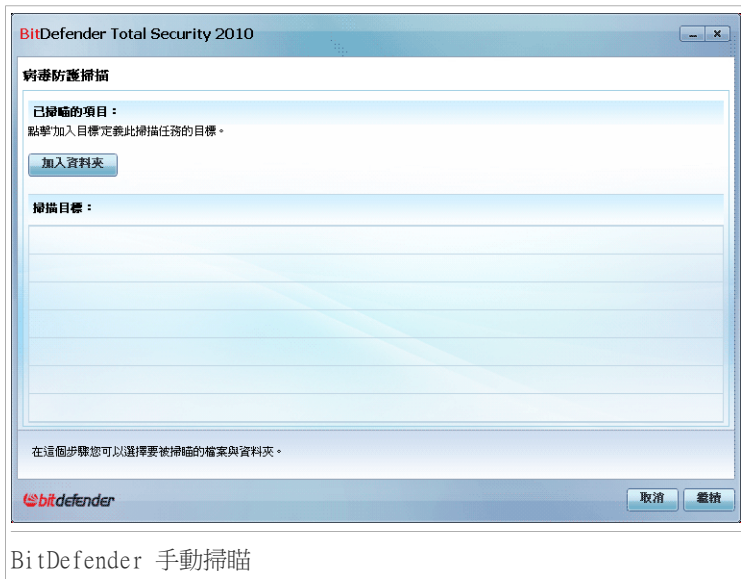 BitDefender Total Security 2010
病毒防護掃描
已掃瞄的項目：
點擊'加入目標'定義此掃描任務的目標。
加入資料夾
掃描目標：
在這個步驟您可以選擇要被掃瞄的檔案與資料夾。
bitdefender
取消 繼續
BitDefender 手動掃瞄